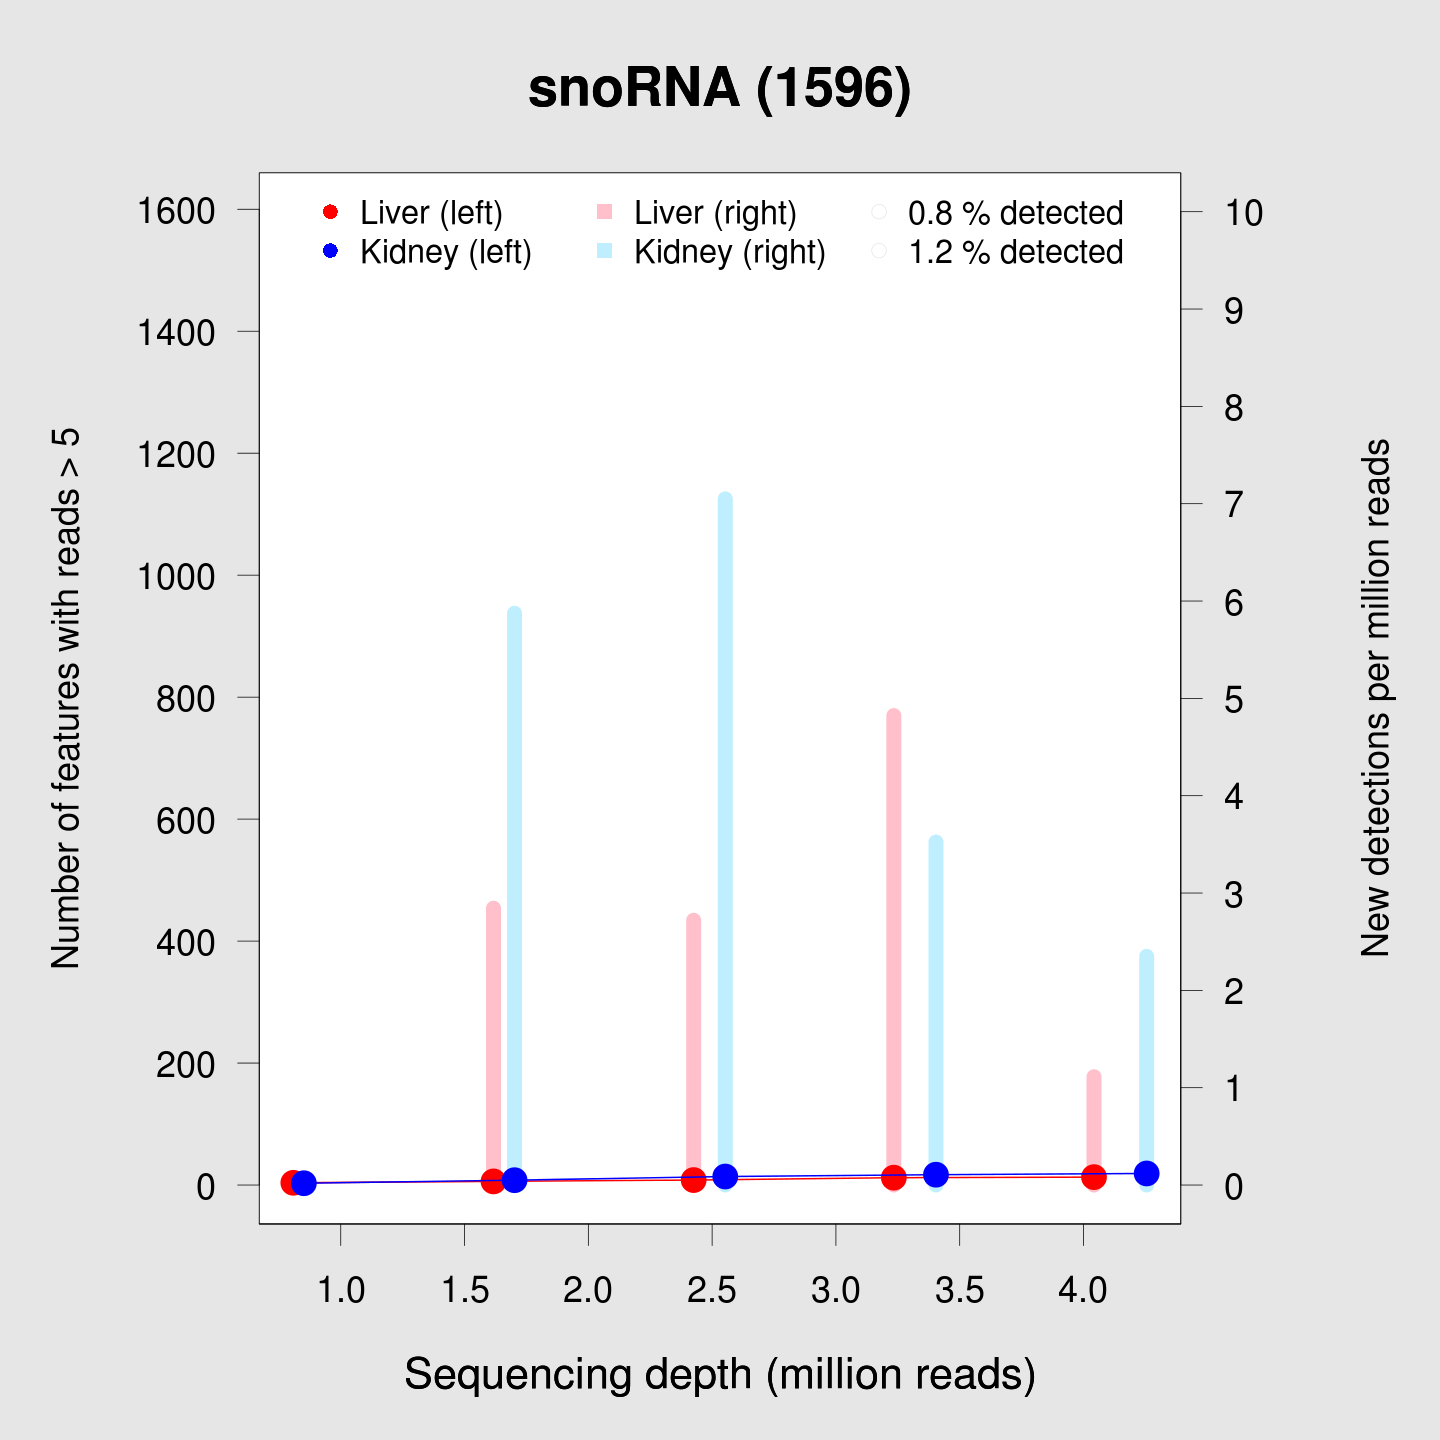 snoRNA (1596)
Liver (left)
Kidney (left)
Liver (right)
Kidney (right)
0.8 % detected
1.2 % detected
1600
1400
1200
1000
800
600
400
200
0
Number of features with reads > 5
10
9
8
7
6
5
4
3
2
1
0
New detections per million reads
1.0 1.5 2.0 2.5 3.0 3.5 4.0
Sequencing depth (million reads)